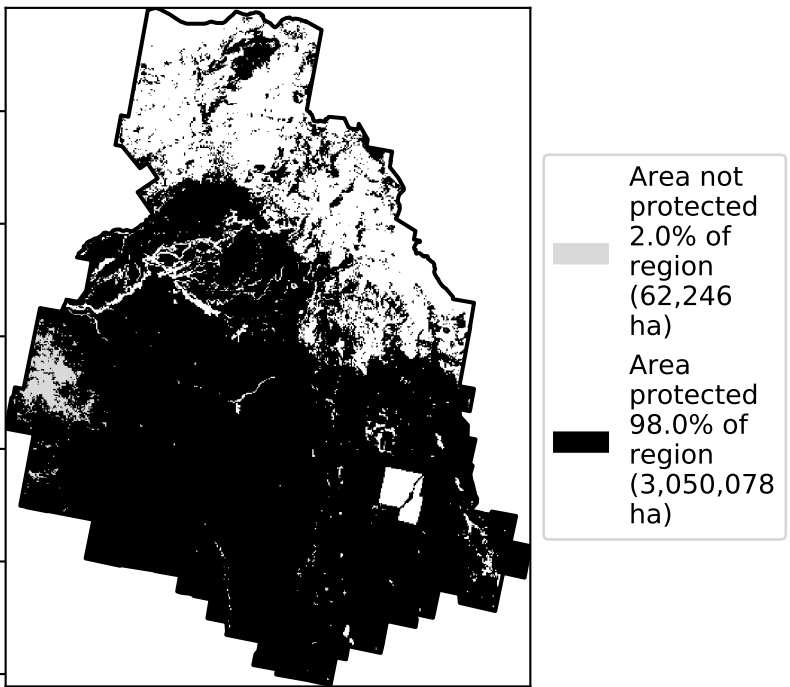 Area not
protected
2.0% of
region
(62,246
ha)
Area
protected
98.0% of
region
(3,050,078
ha)